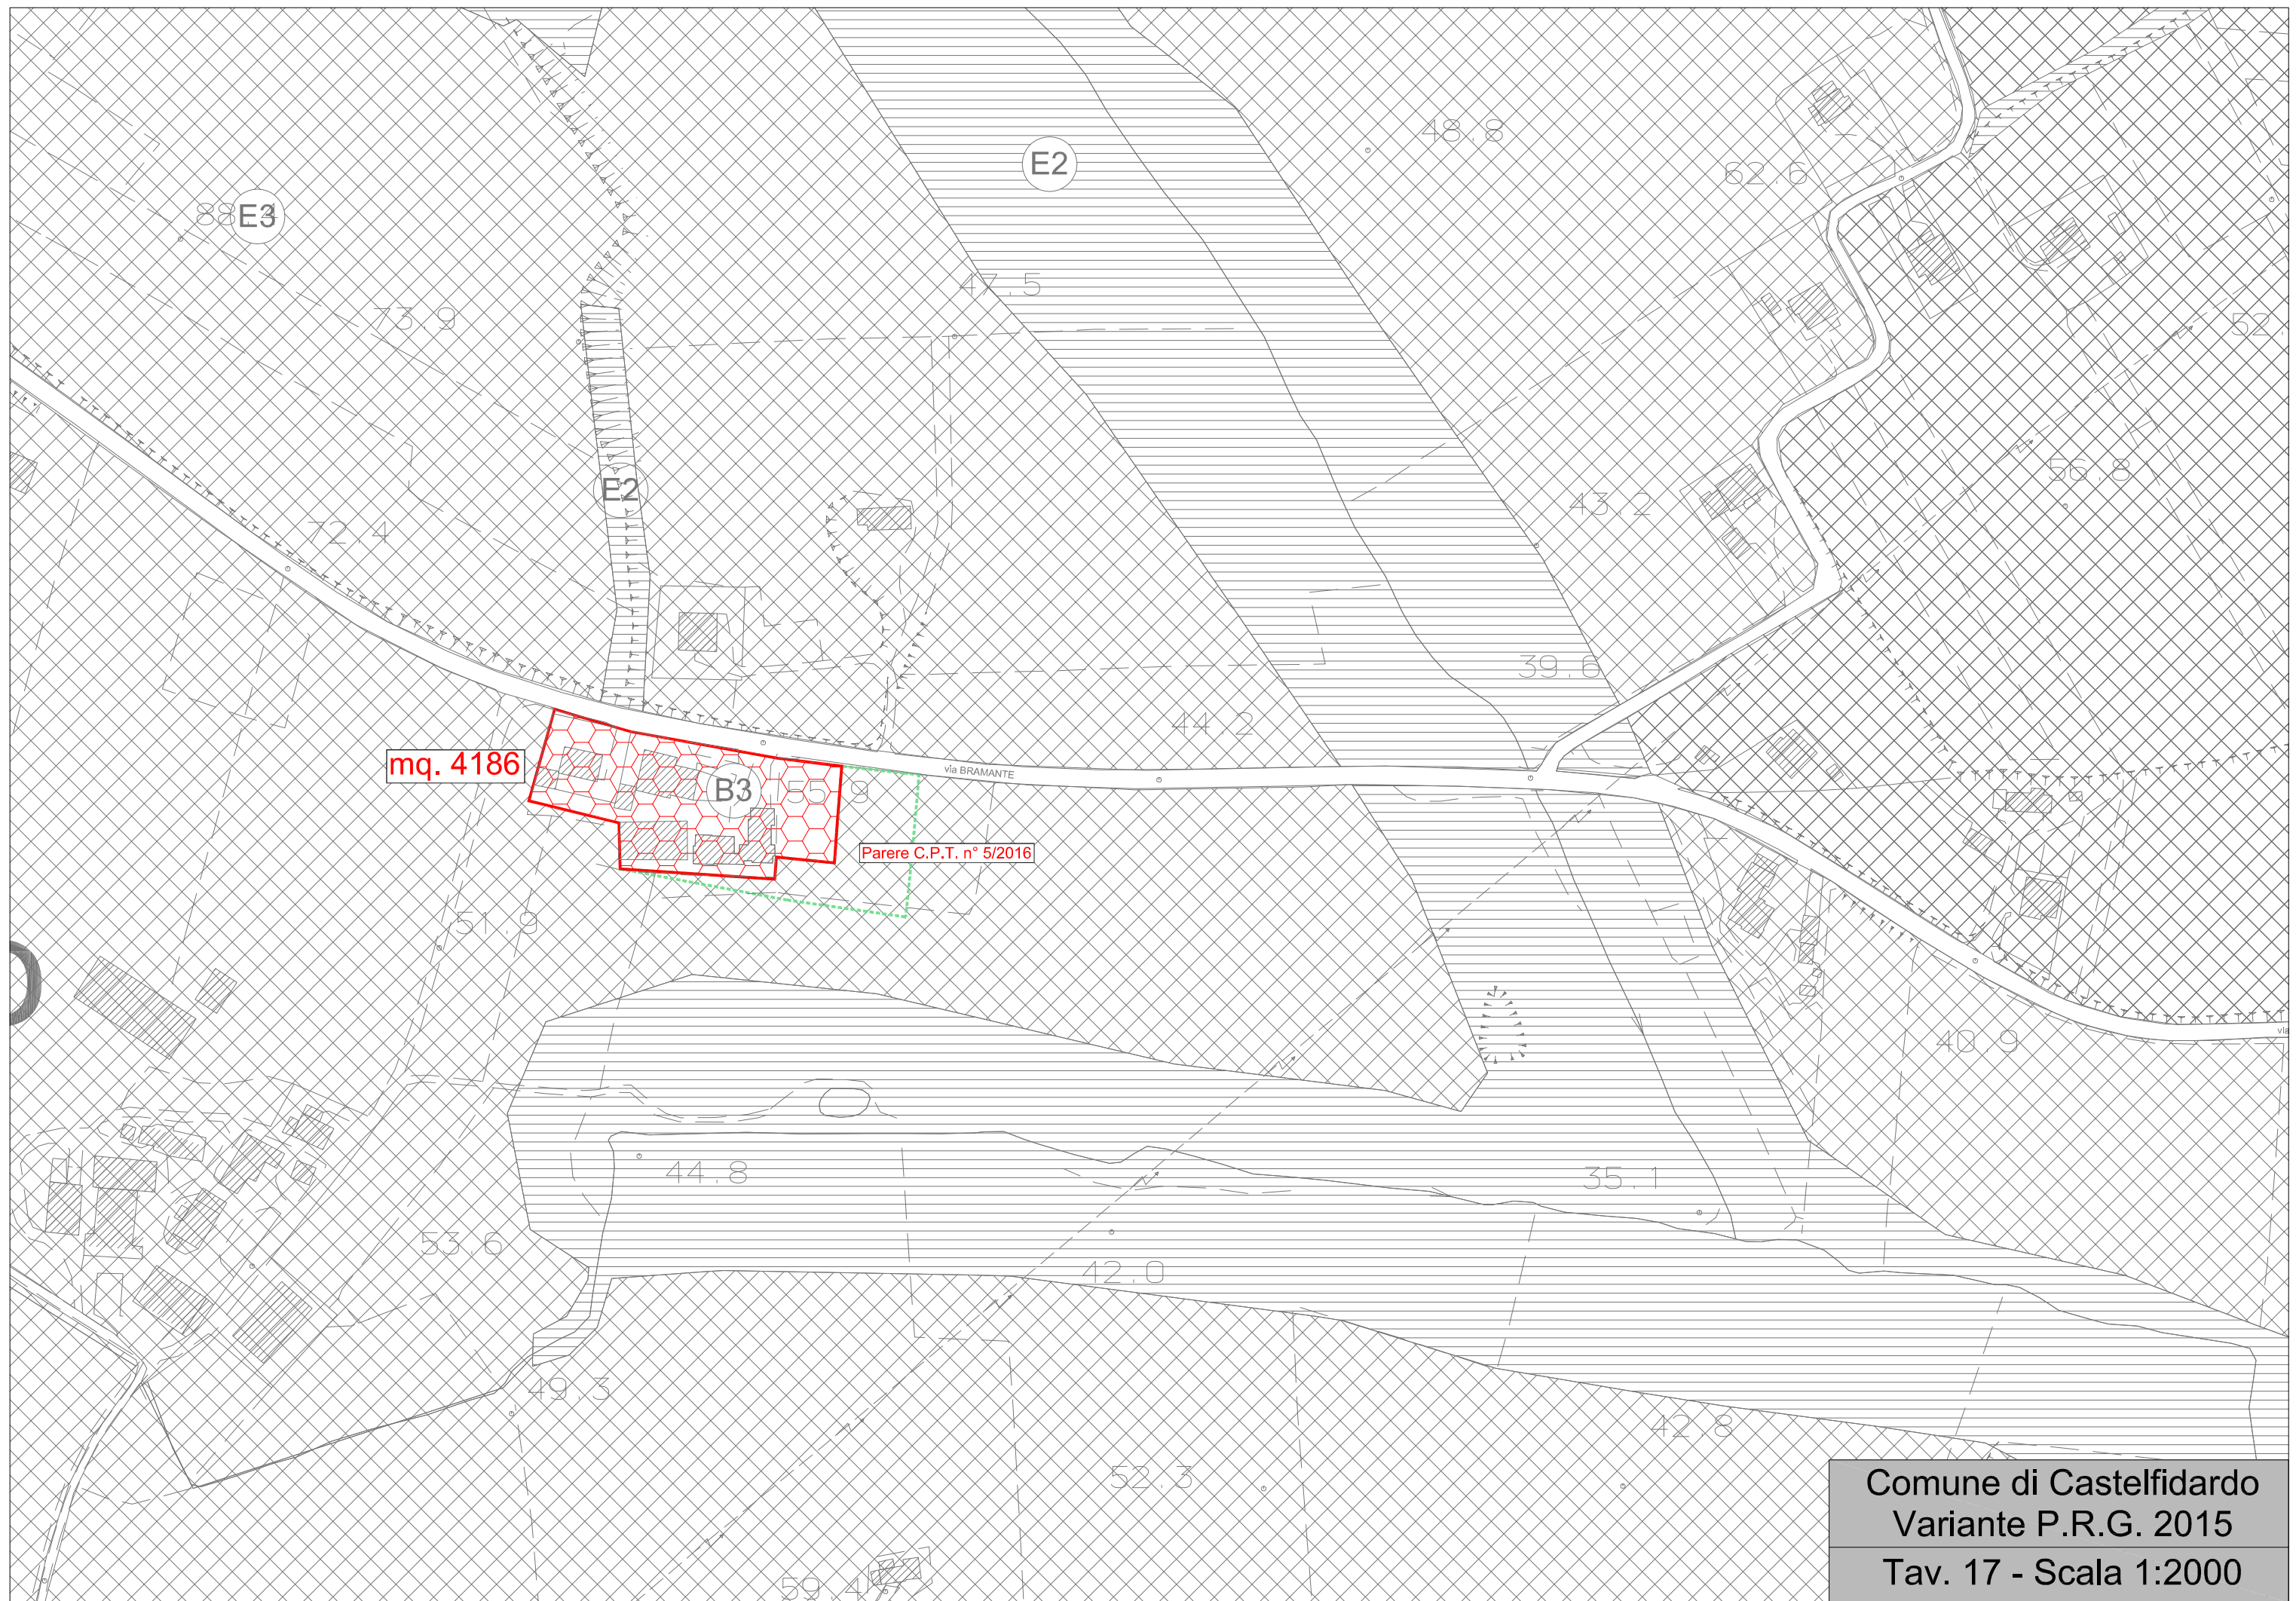 48.8
E2
62.6
88.4
E3
47.5
73.9
52.
56.8
E2
43.2
72.4
39.6
44.2
mq. 4186
via BRAMANTE
B3
55.9
Parere C.P.T. n° 5/2016
51.9
via
40.9
44.8
35.1
53.6
42.0
49.3
42.8
52.3
59.4
Comune di Castelfidardo
Variante P.R.G. 2015
Tav. 17 - Scala 1:2000